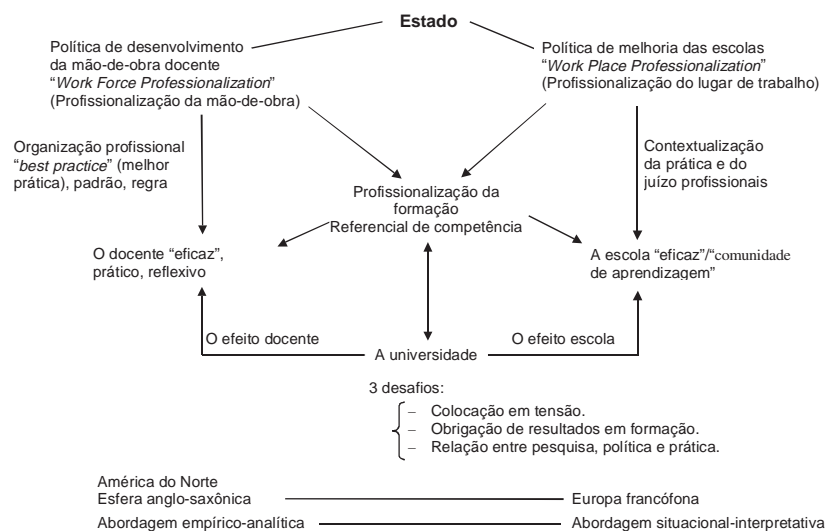 Estado
Política de desenvolvimento
da mão-de-obra docente
“Work Force Professionalization”
(Profissionalização da mão-de-obra)
Política de melhoria das escolas
“Work Place Professionalization”
(Profissionalização do lugar de trabalho)
Organização profissional
“best practice” (melhor
prática), padrão, regra
Contextualização
da prática e do
juízo profissionais
Profissionalização da
formação
Referencial de competência
O docente “eficaz”,
prático, reflexivo
A escola “eficaz”/“comunidade
de aprendizagem”
O efeito docente
A universidade
O efeito escola
3 desafios:
– Colocação em tensão.
– Obrigação de resultados em formação.
– Relação entre pesquisa, política e prática.
América do Norte
Esfera anglo-saxônica
Europa francófona
Abordagem empírico-analítica
Abordagem situacional-interpretativa